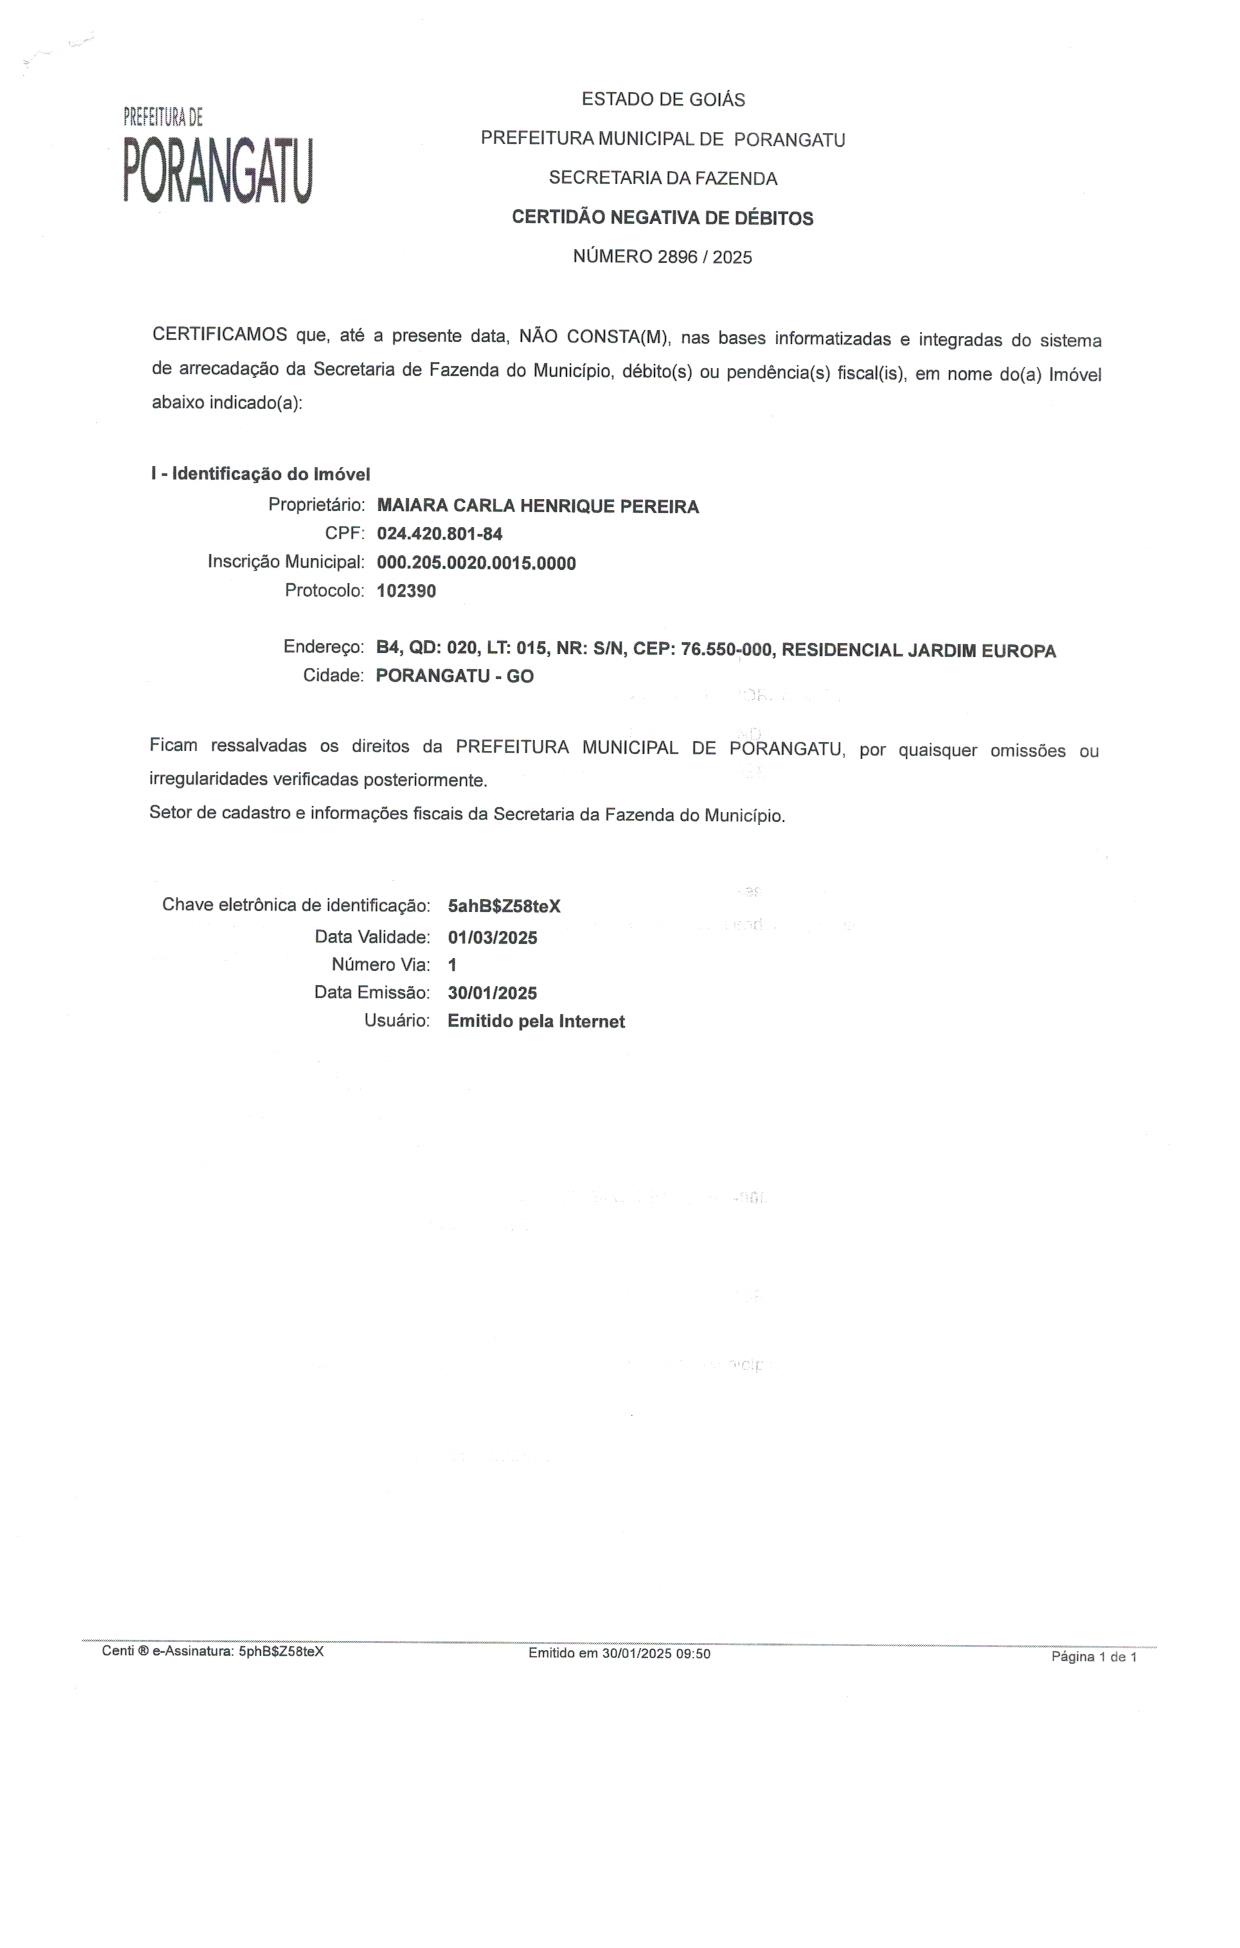 PREFEITURA DE
PORANGATU
ESTADO DE GOIÁS
PREFEITURA MUNICIPAL DE PORANGATU
SECRETARIA DA FAZENDA
CERTIDÃO NEGATIVA DE DÉBITOS
NÚMERO 2896 / 2025
CERTIFICAMOS que, até a presente data, NÃO CONSTA(M), nas bases informatizadas e integradas do sistema
de arrecadação da Secretaria de Fazenda do Município, débito(s) ou pendência(s) fiscal(is), em nome do(a) Imóvel
abaixo indicado(a):
I - Identificação do Imóvel
Proprietário: MAIARA CARLA HENRIQUE PEREIRA
CPF: 024.420.801-84
Inscrição Municipal: 000.205.0020.0015.0000
Protocolo: 102390
Endereço: B4, QD: 020, LT: 015, NR: S/N, CEP: 76.550-000, RESIDENCIAL JARDIM EUROPA
Cidade: PORANGATU - GO
Ficam ressalvadas os direitos da PREFEITURA MUNICIPAL DE PORANGATU, por quaisquer omissões ou
irregularidades verificadas posteriormente.
Setor de cadastro e informações fiscais da Secretaria da Fazenda do Município.
Chave eletrônica de identificação: 5ahB$Z58teX
Data Validade: 01/03/2025
Número Via: 1
Data Emissão: 30/01/2025
Usuário: Emitido pela Internet
Centi ® e-Assinatura: 5phB$Z58teX
Emitido em 30/01/2025 09:50
Página 1 de 1